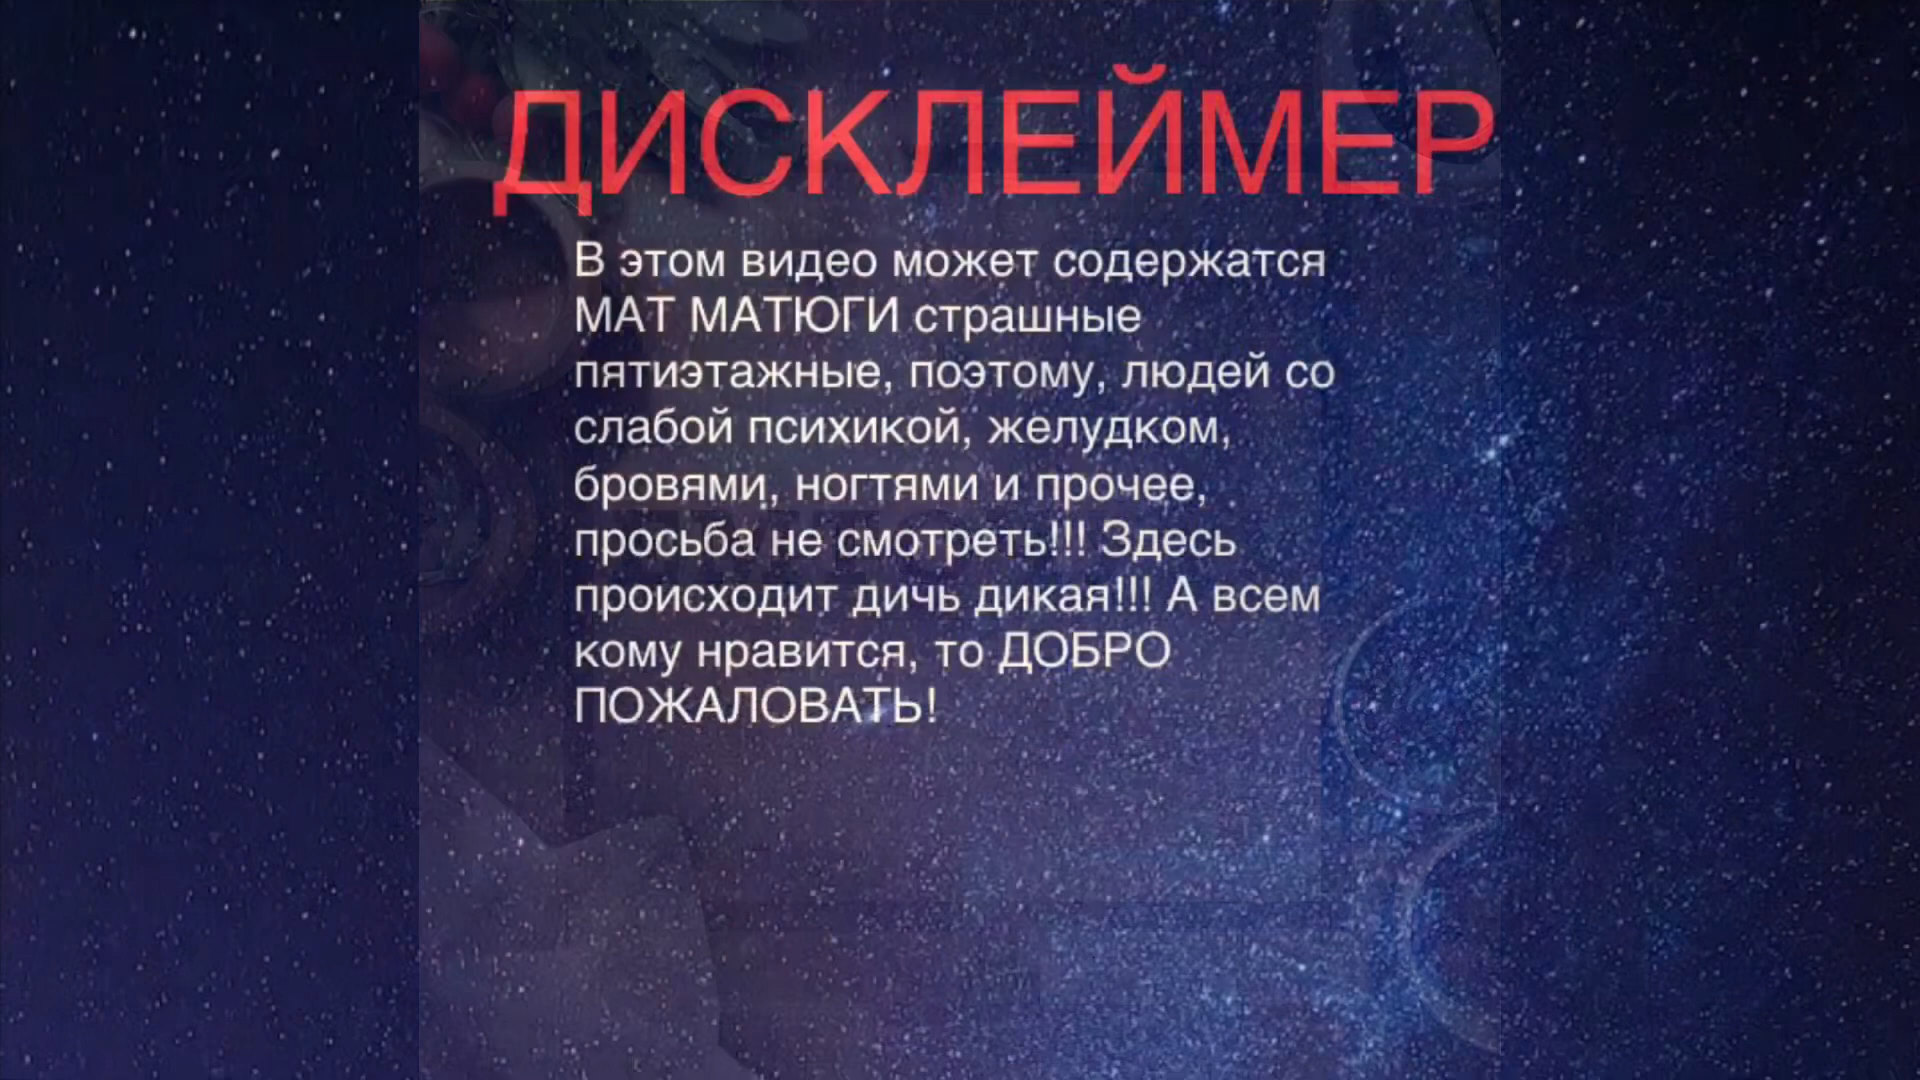 ДИСКЛЕЙМЕР
В этом видео может содержатся
МАТ МАТЮГИ страшные
пятиэтажные, поэтому, людей со
слабой психикой, желудком,
бровями, ногтями и прочее,
просьба не смотреть!!! Здесь
происходит дичь дикая!!! А всем
кому нравится, то ДОБРО
ПОЖАЛОВАТЬ!